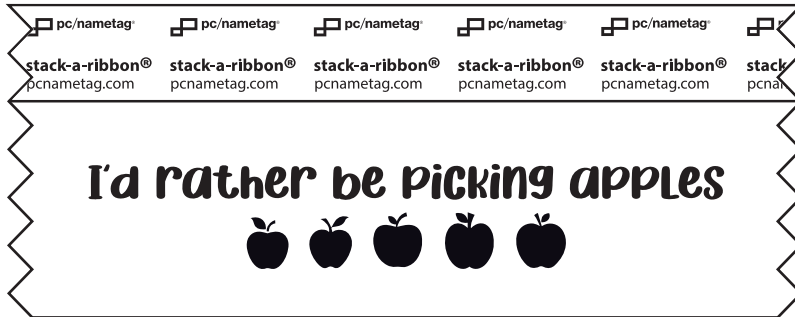 pc/nametag® pc/nametag® pc/nametag® pc/nametag® pc/nametag®
stack-a-ribbon® stack-a-ribbon® stack-a-ribbon® stack-a-ribbon® stack-a-ribbon® stack
pcnametag.com pcnametag.com pcnametag.com pcnametag.com pcnametag.com
I'd rather be picking apples